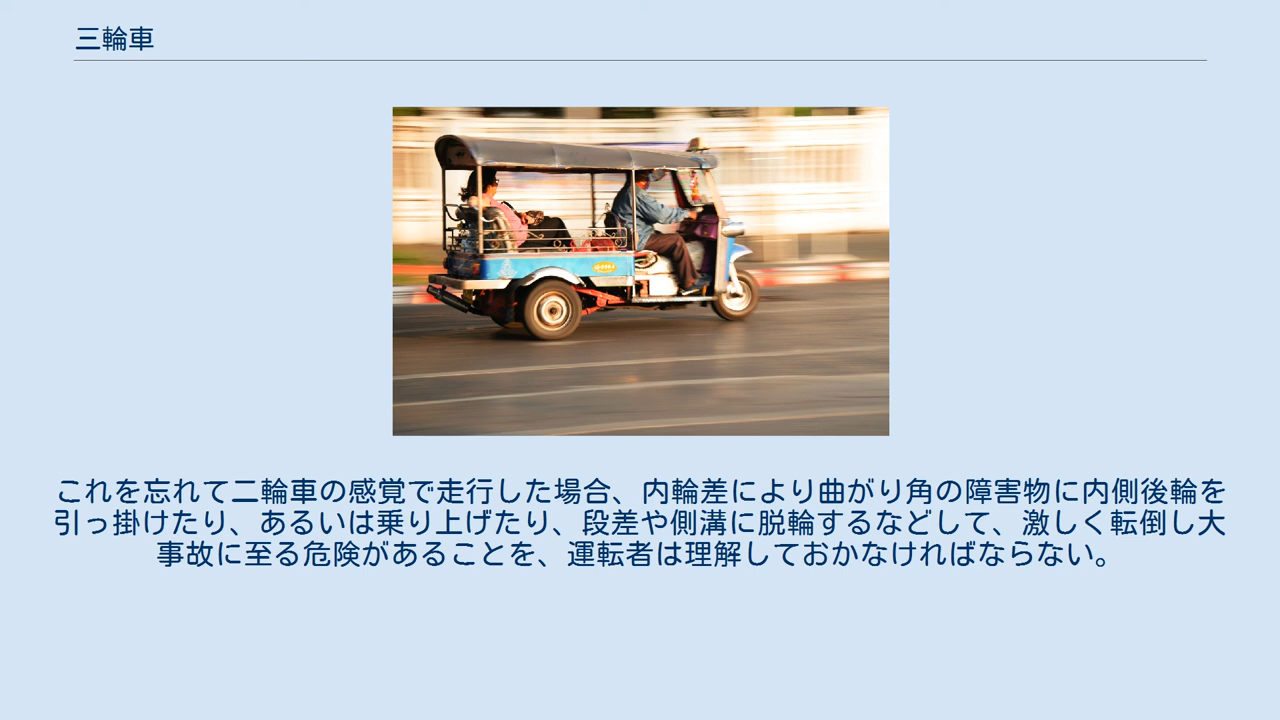 三輪車
これを忘れて二輪車の感覚で走行した場合、内輪差により曲がり角の障害物に内側後輪を
引っ掛けたり、あるいは乗り上げたり、段差や側溝に脱輪するなどして、激しく転倒し大
事故に至る危険があることを、運転者は理解しておかなければならない。